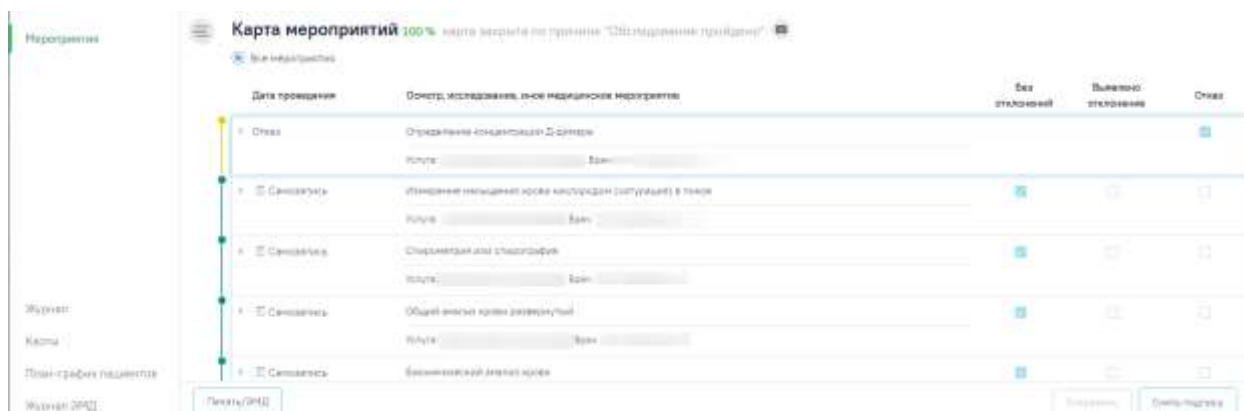 Мероприятия
Карта мероприятий 100 % карта закрыта по причине "Обследование пройдено"
Все мероприятия
Дата проведения
Осмотр, исследование, иное медицинское мероприятие
Без отклонений
Выявлено отклонение
Отказ
Отказ
Определение концентрации Д-димера
Услуга: Врач:
Самозапись
Измерение насыщения крови кислородом (сатурация) в покое
Услуга: Врач:
Самозапись
Спирометрия или спирография
Услуга: Врач:
Самозапись
Общий анализ крови развернутый
Услуга: Врач:
Самозапись
Биохимический анализ крови
Журнал
Карты
План-график пациентов
Журнал ЭМД
Печать/ЭМД
Сохранить
Снять подпись